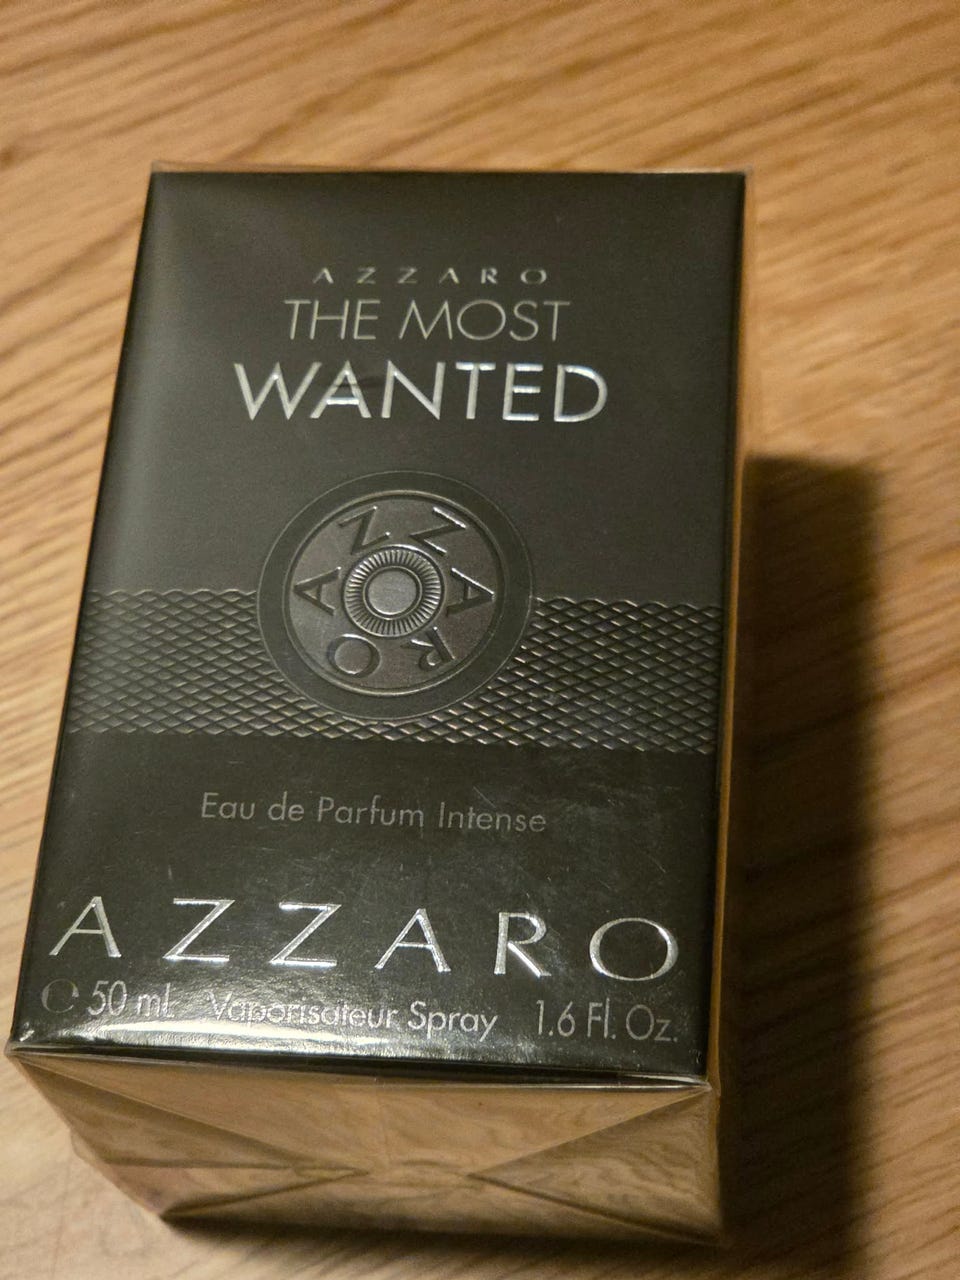 AZZARO
THE MOST
WANTED
AZZARO
Eau de Parfum Intense
AZZARO
℮ 50 mL Vaporisateur Spray 1.6 Fl. Oz.